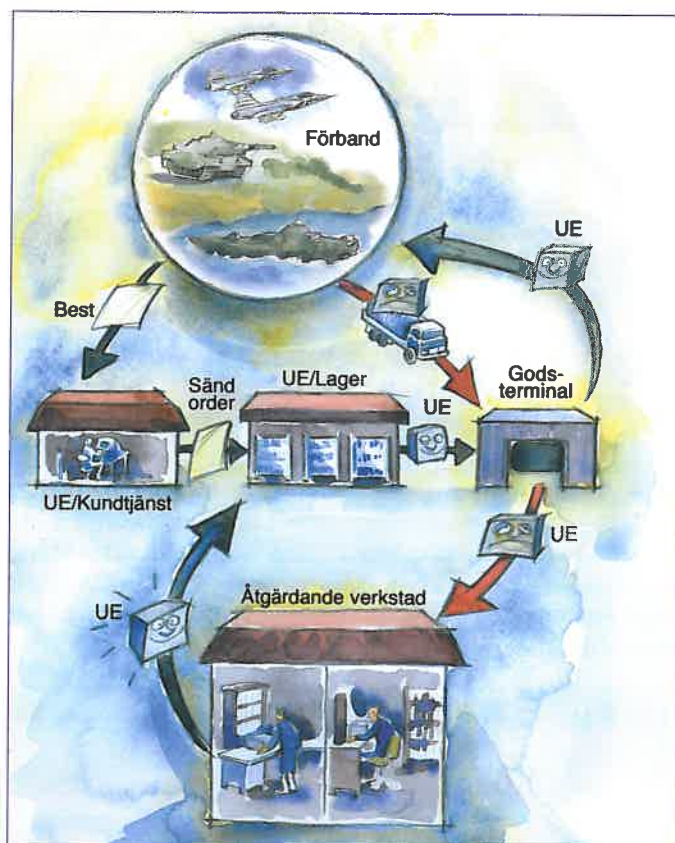 Förband
UE
Best
Gods-
terminal
UE/Lager
Sänd
order
UE
UE/Kundtjänst
UE
Åtgärdande verkstad
UE